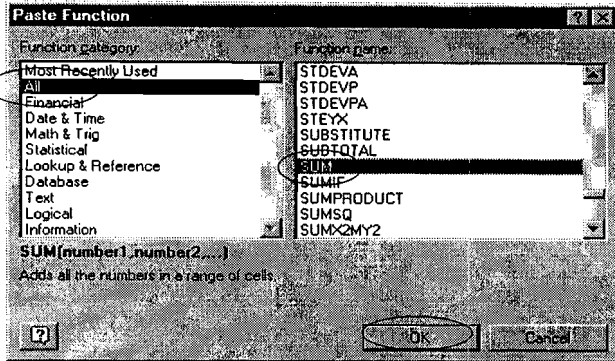 Paste Function
Function category:
Most Recently Used
All
Financial
Date & Time
Math & Trig
Statistical
Lookup & Reference
Database
Text
Logical
Information
Function name:
STDEVA
STDEVP
STDEVPA
STEYX
SUBSTITUTE
SUBTOTAL
SUM
SUMIF
SUMPRODUCT
SUMSQ
SUMX2MY2
SUM(number1,number2,...)
Adds all the numbers in a range of cells.
OK
Cancel